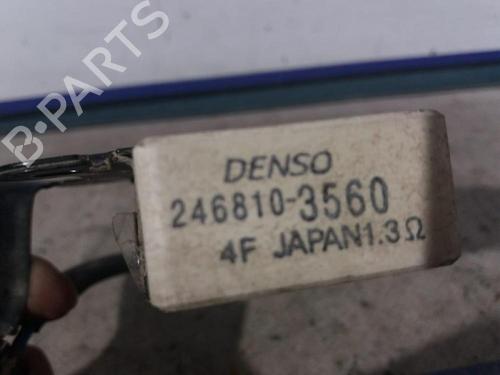 B-PARTS
DENSO
246810-3560
4F JAPAN1.3Ω